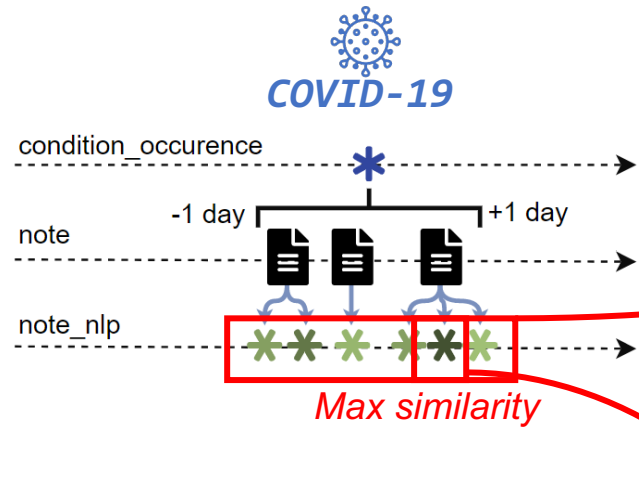 COVID-19
condition_occurence
-1 day
+1 day
note
note_nlp
Max similarity